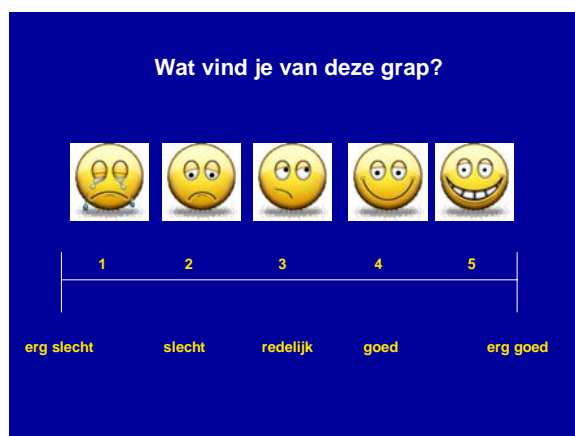 Wat vind je van deze grap?
1 2 3 4 5
erg slecht slecht redelijk goed erg goed